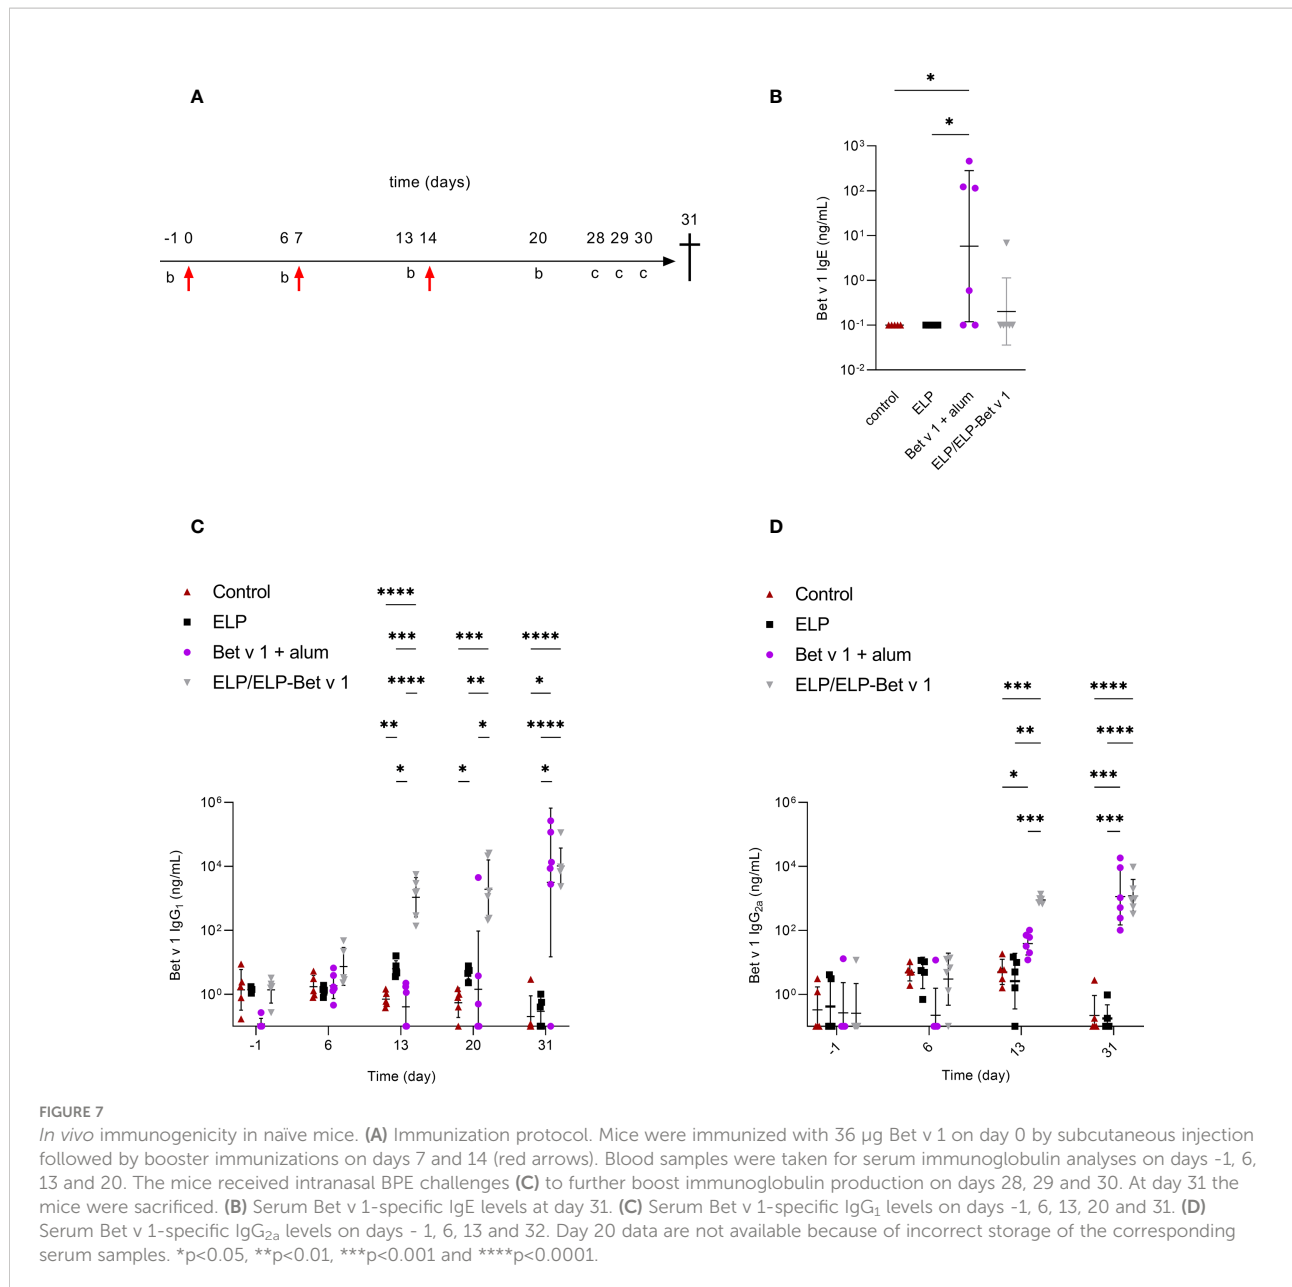 A
time (days)
-1 0 6 7 13 14 20 28 29 30 31
b b b b c c c
B
*
*
Bet v 1 IgE (ng/mL)
10³
10²
10¹
10⁰
10⁻¹
10⁻²
control
ELP
Bet v 1 + alum
ELP/ELP-Bet v 1
C
Control
ELP
Bet v 1 + alum
ELP/ELP-Bet v 1
****
*** *** ****
**** ** *
** * ****
* * *
Bet v 1 IgG₁ (ng/mL)
10⁶
10⁴
10²
10⁰
-1 6 13 20 31
Time (day)
D
Control
ELP
Bet v 1 + alum
ELP/ELP-Bet v 1
*** ****
** ****
* ***
*** ***
Bet v 1 IgG₂ₐ (ng/mL)
10⁶
10⁴
10²
10⁰
-1 6 13 31
Time (day)
FIGURE 7
In vivo immunogenicity in naïve mice. (A) Immunization protocol. Mice were immunized with 36 µg Bet v 1 on day 0 by subcutaneous injection
followed by booster immunizations on days 7 and 14 (red arrows). Blood samples were taken for serum immunoglobulin analyses on days -1, 6,
13 and 20. The mice received intranasal BPE challenges (C) to further boost immunoglobulin production on days 28, 29 and 30. At day 31 the
mice were sacrificed. (B) Serum Bet v 1-specific IgE levels at day 31. (C) Serum Bet v 1-specific IgG₁ levels on days -1, 6, 13, 20 and 31. (D)
Serum Bet v 1-specific IgG₂ₐ levels on days - 1, 6, 13 and 32. Day 20 data are not available because of incorrect storage of the corresponding
serum samples. *p<0.05, **p<0.01, ***p<0.001 and ****p<0.0001.